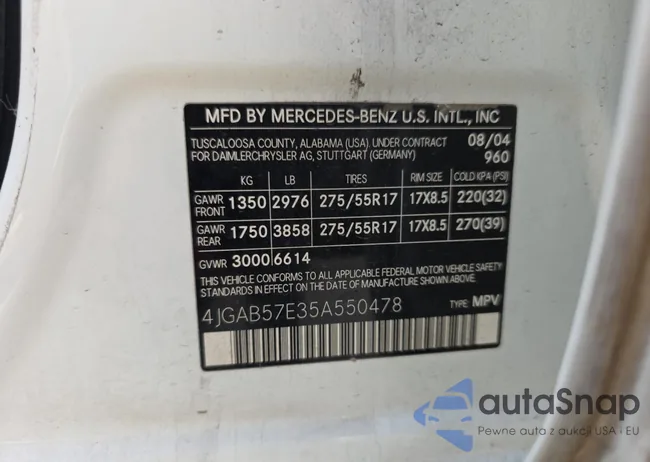 MFD BY MERCEDES-BENZ U.S. INTL., INC
TUSCALOOSA COUNTY, ALABAMA (USA). UNDER CONTRACT 08/04
FOR DAIMLERCHRYSLER AG, STUTTGART (GERMANY) 960
KG LB TIRES RIM SIZE COLD KPA (PSI)
GAWR FRONT 1350 2976 275/55R17 17X8.5 220(32)
GAWR REAR 1750 3858 275/55R17 17X8.5 270(39)
GVWR 3000 6614
THIS VEHICLE CONFORMS TO ALL APPLICABLE FEDERAL MOTOR VEHICLE SAFETY
STANDARDS IN EFFECT ON THE DATE OF MANUFACTURE SHOWN ABOVE.
4JGAB57E35A550478 TYPE: MPV
autoSnap
Pewne auta z aukcji USA - EU